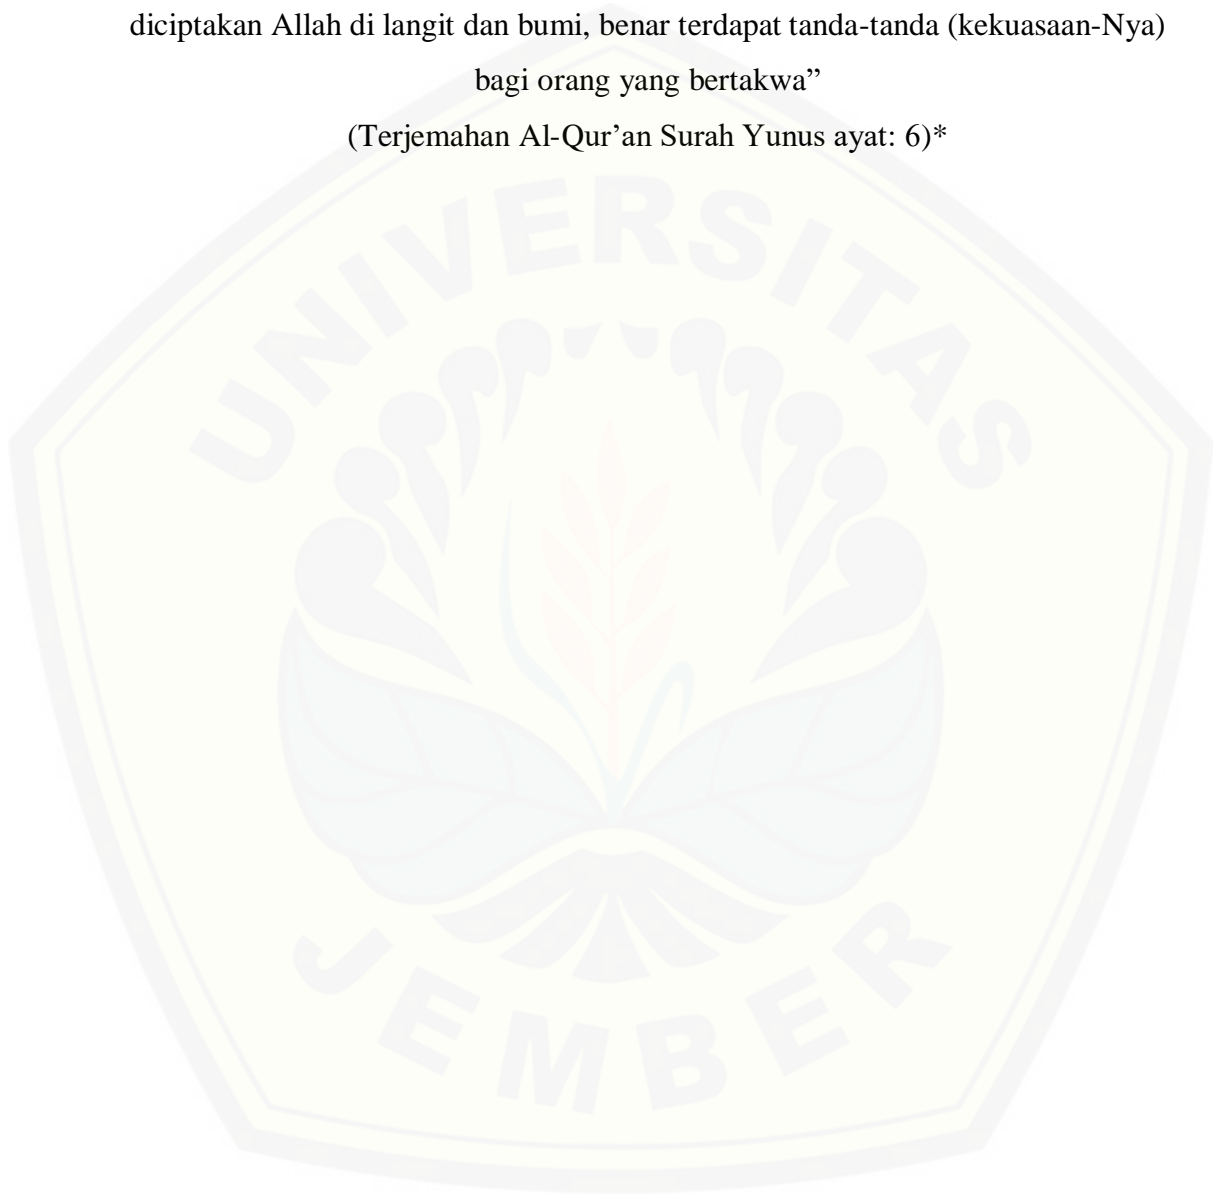 diciptakan Allah di langit dan bumi, benar terdapat tanda-tanda (kekuasaan-Nya)
bagi orang yang bertakwa”
(Terjemahan Al-Qur’an Surah Yunus ayat: 6)*
UNIVERSITAS
JEMBER